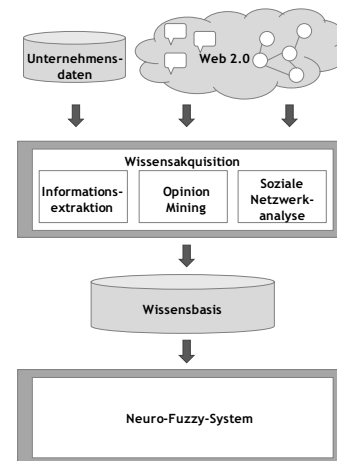 Unternehmens-
daten
Web 2.0
Wissensakquisition
Informations-
extraktion
Opinion
Mining
Soziale
Netzwerk-
analyse
Wissensbasis
Neuro-Fuzzy-System